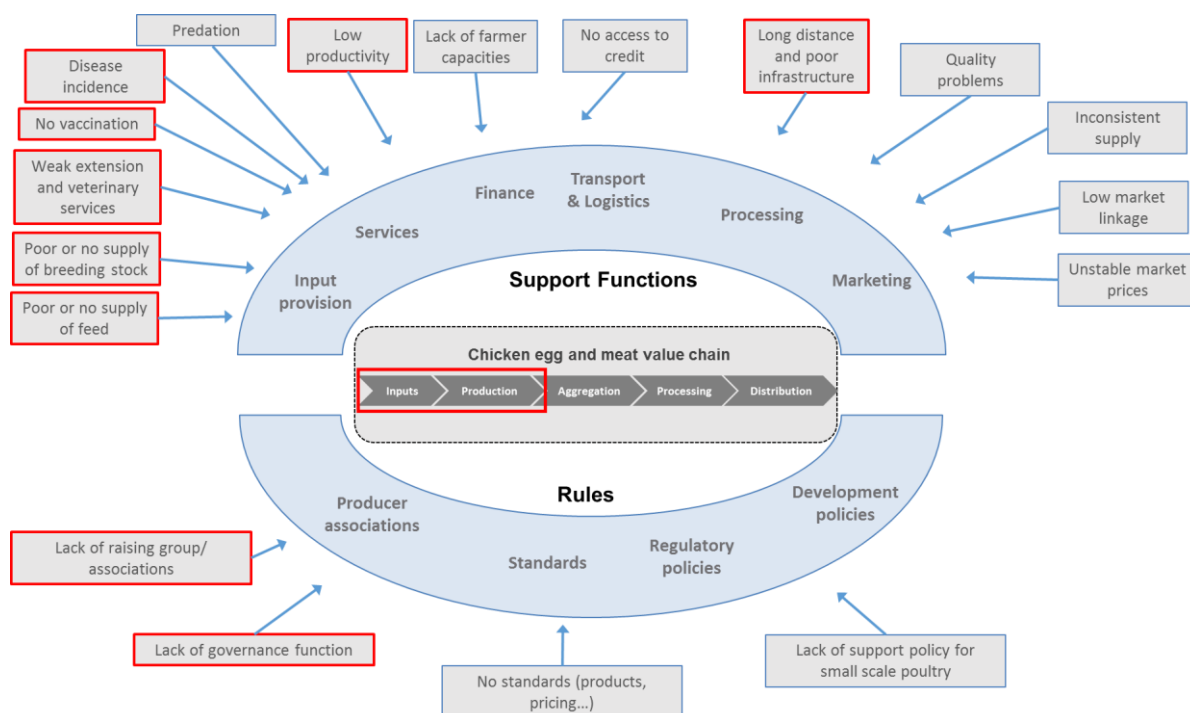 Predation
Low
productivity
Lack of farmer
capacities
No access to
credit
Long distance
and poor
infrastructure
Quality
problems
Disease
incidence
Inconsistent
supply
No vaccination
Weak extension
and veterinary
services
Low market
linkage
Poor or no supply
of breeding stock
Unstable market
prices
Poor or no supply
of feed
Input
provision
Services
Finance
Transport
& Logistics
Processing
Marketing
Support Functions
Chicken egg and meat value chain
Inputs
Production
Aggregation
Processing
Distribution
Rules
Producer
associations
Standards
Regulatory
policies
Development
policies
Lack of raising group/
associations
Lack of governance function
No standards (products,
pricing...)
Lack of support policy for
small scale poultry